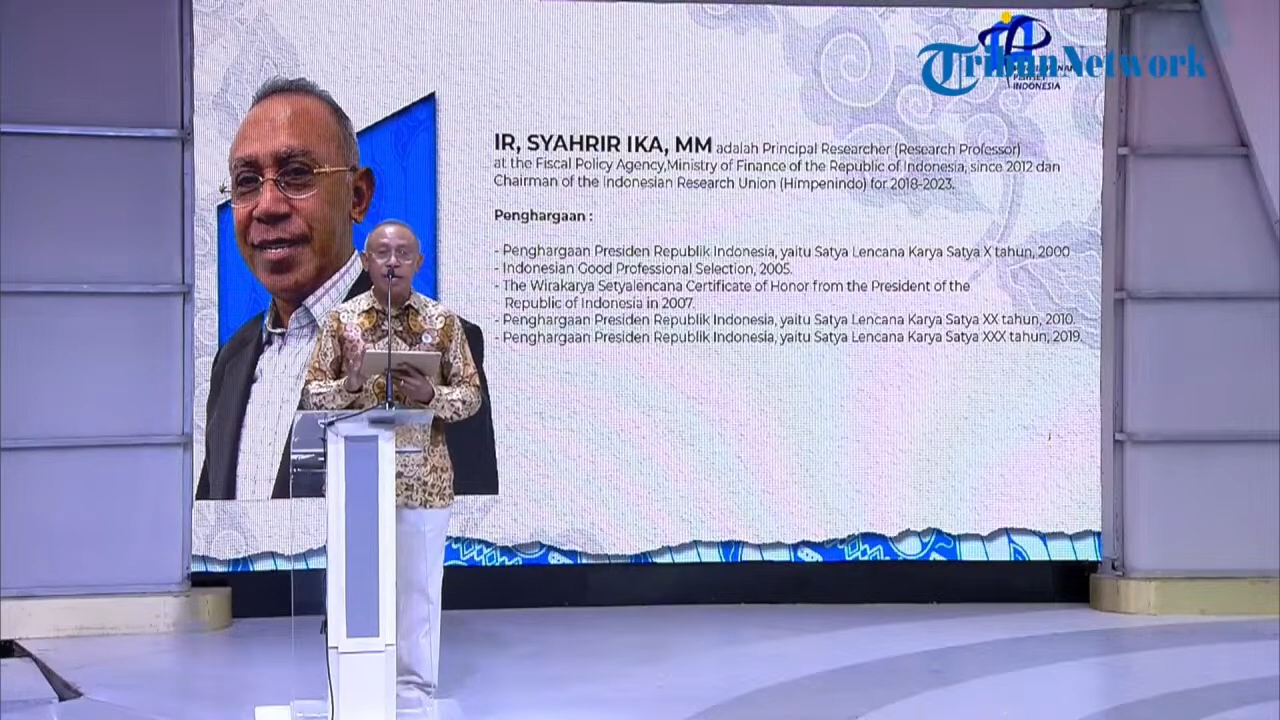 TribunNetwork
INDONESIA
IR, SYAHRIR IKA, MM adalah Principal Researcher (Research Professor)
at the Fiscal Policy Agency,Ministry of Finance of the Republic of Indonesia, since 2012 dan
Chairman of the Indonesian Research Union (Himpenindo) for 2018-2023.
Penghargaan :
- Penghargaan Presiden Republik Indonesia, yaitu Satya Lencana Karya Satya X tahun, 2000
- Indonesian Good Professional Selection, 2005.
- The Wirakarya Setyalencana Certificate of Honor from the President of the
Republic of Indonesia in 2007.
- Penghargaan Presiden Republik Indonesia, yaitu Satya Lencana Karya Satya XX tahun, 2010.
- Penghargaan Presiden Republik Indonesia, yaitu Satya Lencana Karya Satya XXX tahun, 2019.